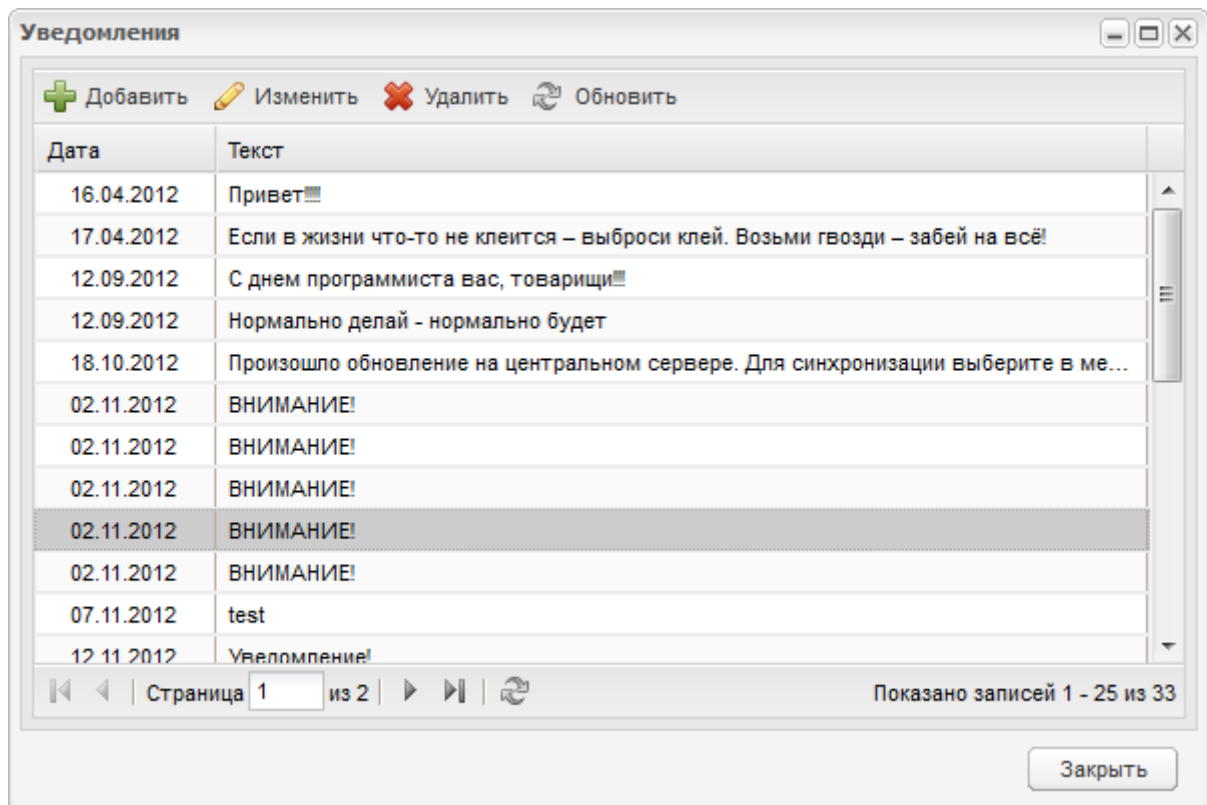 Уведомления
Добавить Изменить Удалить Обновить
Дата Текст
16.04.2012 Привет!!!!!
17.04.2012 Если в жизни что-то не клеится – выброси клей. Возьми гвозди – забей на всё!
12.09.2012 С днем программиста вас, товарищи!!!
12.09.2012 Нормально делай - нормально будет
18.10.2012 Произошло обновление на центральном сервере. Для синхронизации выберите в ме...
02.11.2012 ВНИМАНИЕ!
02.11.2012 ВНИМАНИЕ!
02.11.2012 ВНИМАНИЕ!
02.11.2012 ВНИМАНИЕ!
02.11.2012 ВНИМАНИЕ!
07.11.2012 test
12.11.2012 Уведомление!
Страница 1 из 2 Показано записей 1 - 25 из 33
Закрыть